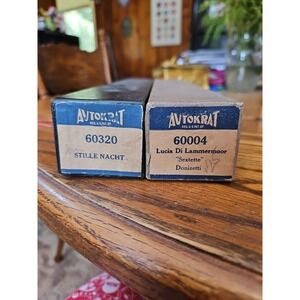 AUTOKRAT
60320
STILLE NACHT
AUTOKRAT
60004
Lucia Di Lammermoor
"Sextette"
Donizetti